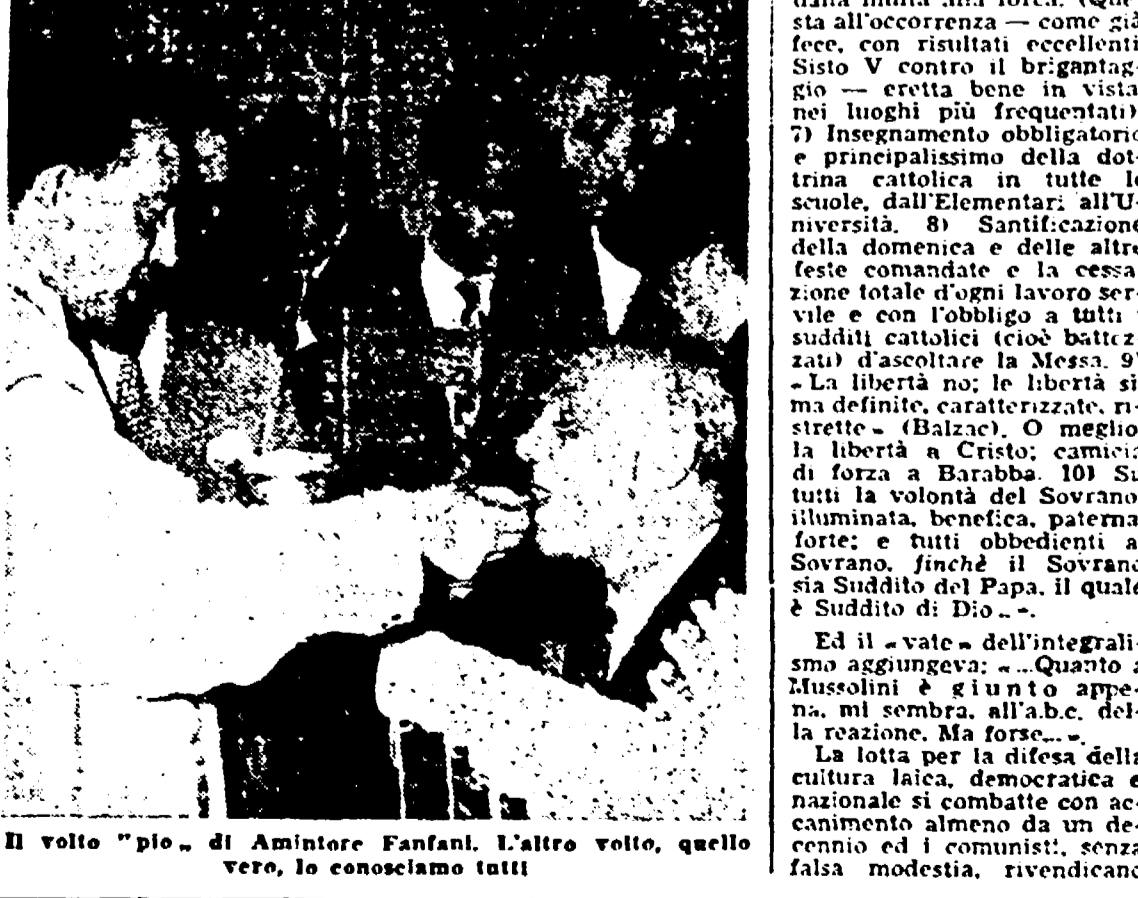 sta all'occorrenza — come già
fece, con risultati eccellenti
Sisto V contro il brigantag-
gio — eretta bene in vista
nei luoghi più frequentati)
7) Insegnamento obbligatorio
e principalissimo della dot-
trina cattolica in tutte le
scuole, dall'Elementari all'U-
niversità. 8) Santificazione
della domenica e delle altre
feste comandate e la cessa-
zione totale d'ogni lavoro ser-
vile e con l'obbligo a tutti
sudditi cattolici (cioè battez-
zati) d'ascoltare la Messa. 9)
« La libertà no; le libertà sì
ma definite, caratterizzate, ri-
strette » (Balzac). O meglio
la libertà a Cristo; camicia
di forza a Barabba. 10) Su
tutti la volontà del Sovrano
illuminata, benefica, paterna,
forte; e tutti obbedienti al
Sovrano, finchè il Sovrano
sia Suddito del Papa, il quale
è Suddito di Dio.. ».
Ed il « vate » dell'integrali-
smo aggiungeva: « ...Quanto a
Mussolini è giunto appe-
na, mi sembra, all'a.b.c. del-
la reazione. Ma forse... ».
La lotta per la difesa della
cultura laica, democratica e
nazionale si combatte con ac-
canimento almeno da un de-
cennio ed i comunisti, senza
falsa modestia, rivendicano
Il volto "pio„ di Amintore Fanfani. L'altro volto, quello
vero, lo conosciamo tutti